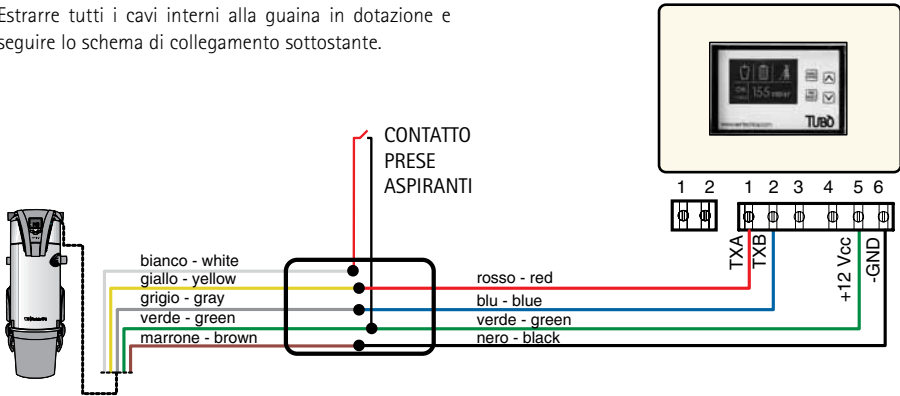 Estrarre tutti i cavi interni alla guaina in dotazione e
seguire lo schema di collegamento sottostante.
155
TUBÒ
CONTATTO
PRESE
ASPIRANTI
1 2 1 2 3 4 5 6
TXA
TXB
+12 Vcc
-GND
bianco - white
giallo - yellow
grigio - gray
verde - green
marrone - brown
rosso - red
blu - blue
verde - green
nero - black